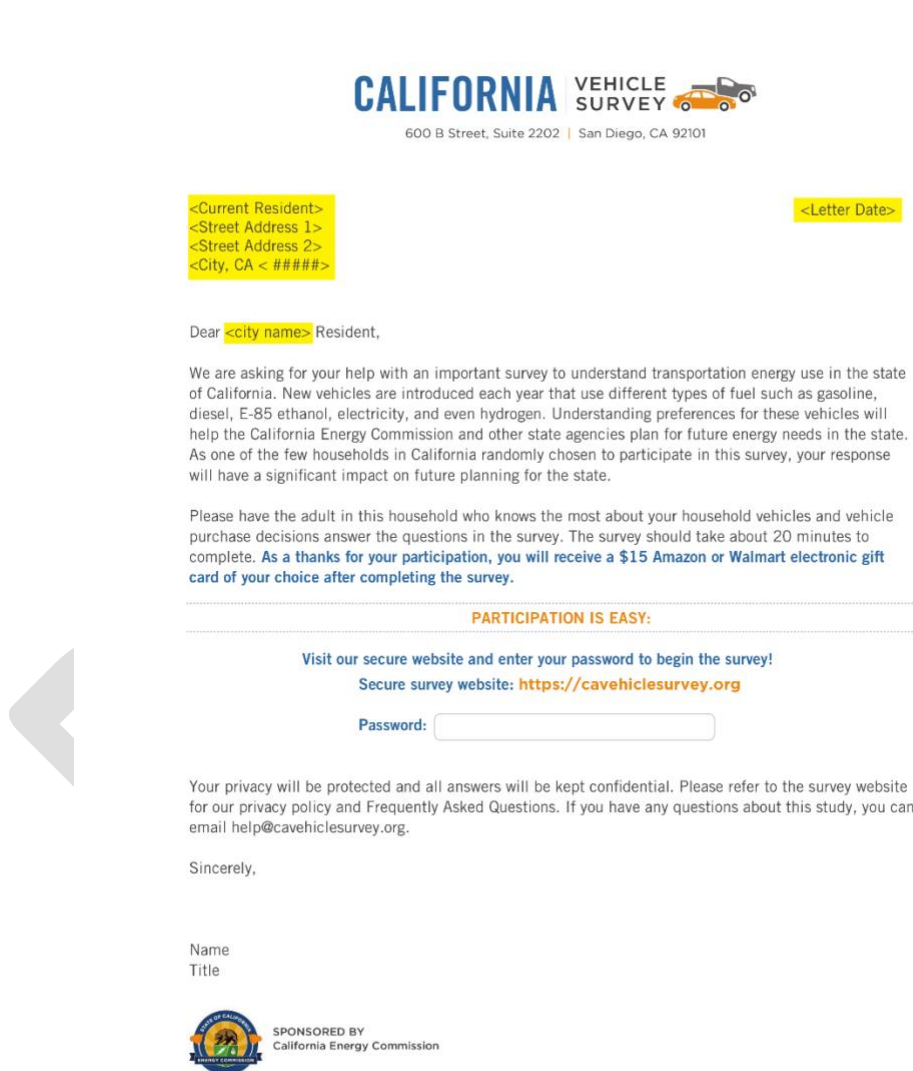 CALIFORNIA VEHICLE SURVEY
600 B Street, Suite 2202 | San Diego, CA 92101
<Current Resident>
<Letter Date>
<Street Address 1>
<Street Address 2>
<City, CA < #####>
Dear <city name> Resident,
We are asking for your help with an important survey to understand transportation energy use in the state
of California. New vehicles are introduced each year that use different types of fuel such as gasoline,
diesel, E-85 ethanol, electricity, and even hydrogen. Understanding preferences for these vehicles will
help the California Energy Commission and other state agencies plan for future energy needs in the state.
As one of the few households in California randomly chosen to participate in this survey, your response
will have a significant impact on future planning for the state.
Please have the adult in this household who knows the most about your household vehicles and vehicle
purchase decisions answer the questions in the survey. The survey should take about 20 minutes to
complete. As a thanks for your participation, you will receive a $15 Amazon or Walmart electronic gift
card of your choice after completing the survey.
PARTICIPATION IS EASY:
Visit our secure website and enter your password to begin the survey!
Secure survey website: https://cavehiclesurvey.org
Password:
Your privacy will be protected and all answers will be kept confidential. Please refer to the survey website
for our privacy policy and Frequently Asked Questions. If you have any questions about this study, you can
email help@cavehiclesurvey.org.
Sincerely,
Name
Title
STATE OF CALIFORNIA
ENERGY COMMISSION
SPONSORED BY
California Energy Commission